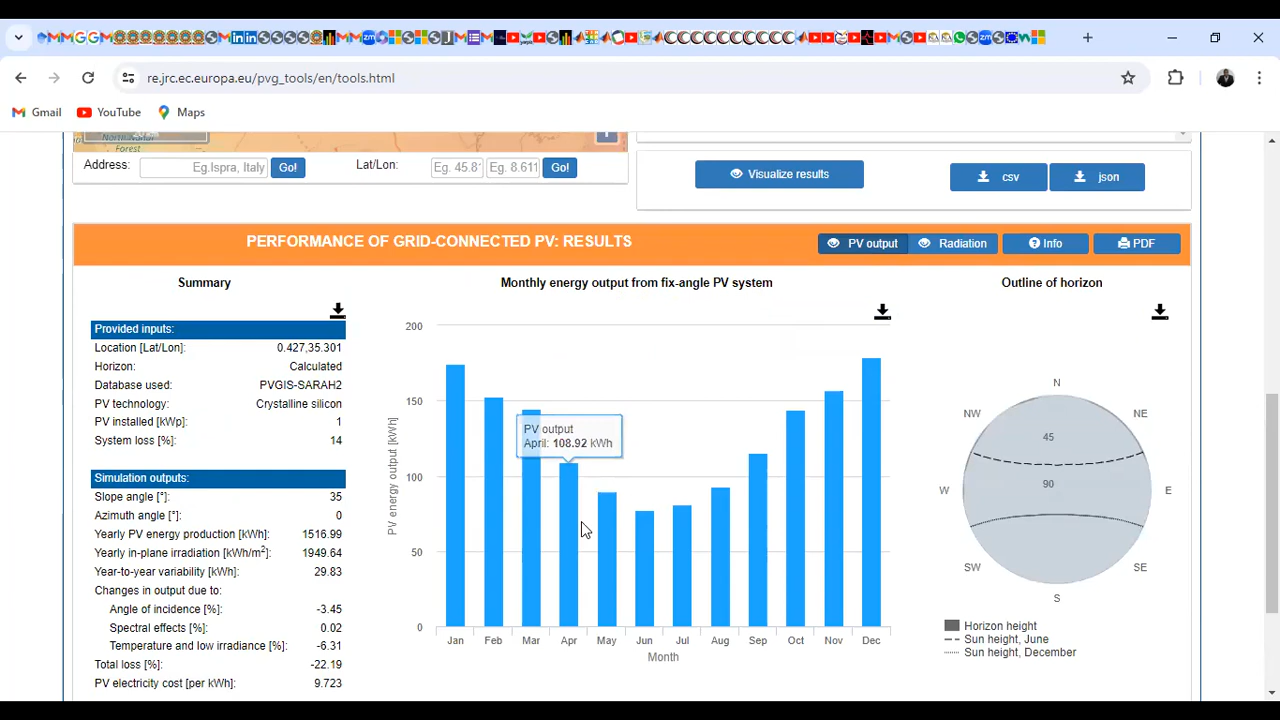 re.jrc.ec.europa.eu/pvg_tools/en/tools.html
Gmail YouTube Maps
Forest
Address: Eg.Ispra, Italy Go! Lat/Lon: Eg. 45.8 Eg. 8.611 Go!
Visualize results csv json
PERFORMANCE OF GRID-CONNECTED PV: RESULTS PV output Radiation Info PDF
Summary
Provided inputs:
Location [Lat/Lon]: 0.427,35.301
Horizon: Calculated
Database used: PVGIS-SARAH2
PV technology: Crystalline silicon
PV installed [kWp]: 1
System loss [%]: 14
Simulation outputs:
Slope angle [°]: 35
Azimuth angle [°]: 0
Yearly PV energy production [kWh]: 1516.99
Yearly in-plane irradiation [kWh/m2]: 1949.64
Year-to-year variability [kWh]: 29.83
Changes in output due to:
Angle of incidence [%]: -3.45
Spectral effects [%]: 0.02
Temperature and low irradiance [%]: -6.31
Total loss [%]: -22.19
PV electricity cost [per kWh]: 9.723
Monthly energy output from fix-angle PV system
200
150
100
50
0
PV energy output [kWh]
PV output
April: 108.92 kWh
Jan Feb Mar Apr May Jun Jul Aug Sep Oct Nov Dec
Month
Outline of horizon
N
NW NE
45
W 90 E
SW SE
S
Horizon height
Sun height, June
Sun height, December